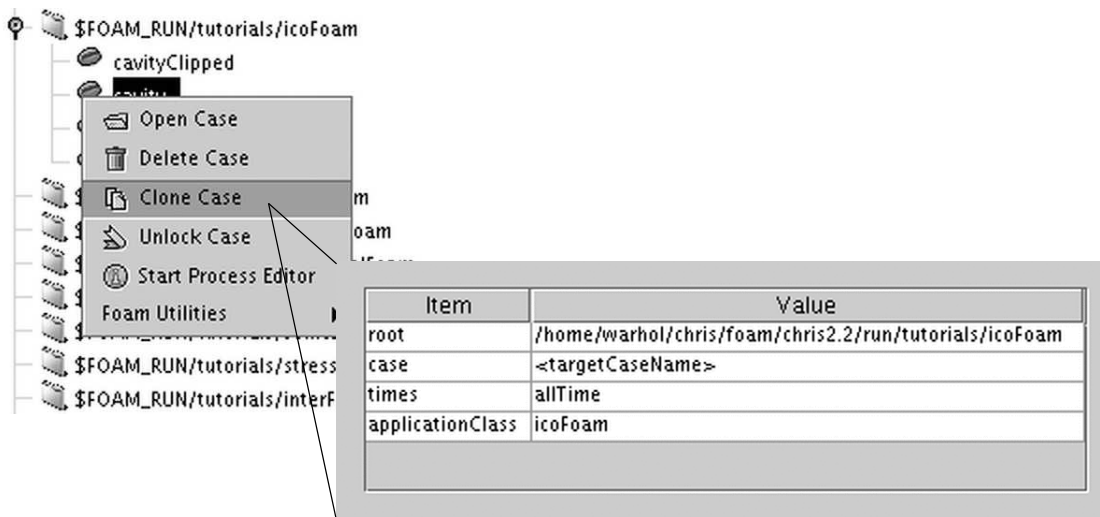 $FOAM_RUN/tutorials/icoFoam
cavityClipped
cavity
Open Case
Delete Case
Clone Case
Unlock Case
Start Process Editor
Foam Utilities
$FOAM_RUN/tutorials/stress
$FOAM_RUN/tutorials/interF
Item Value
root /home/warhol/chris/foam/chris2.2/run/tutorials/icoFoam
case <targetCaseName>
times allTime
applicationClass icoFoam